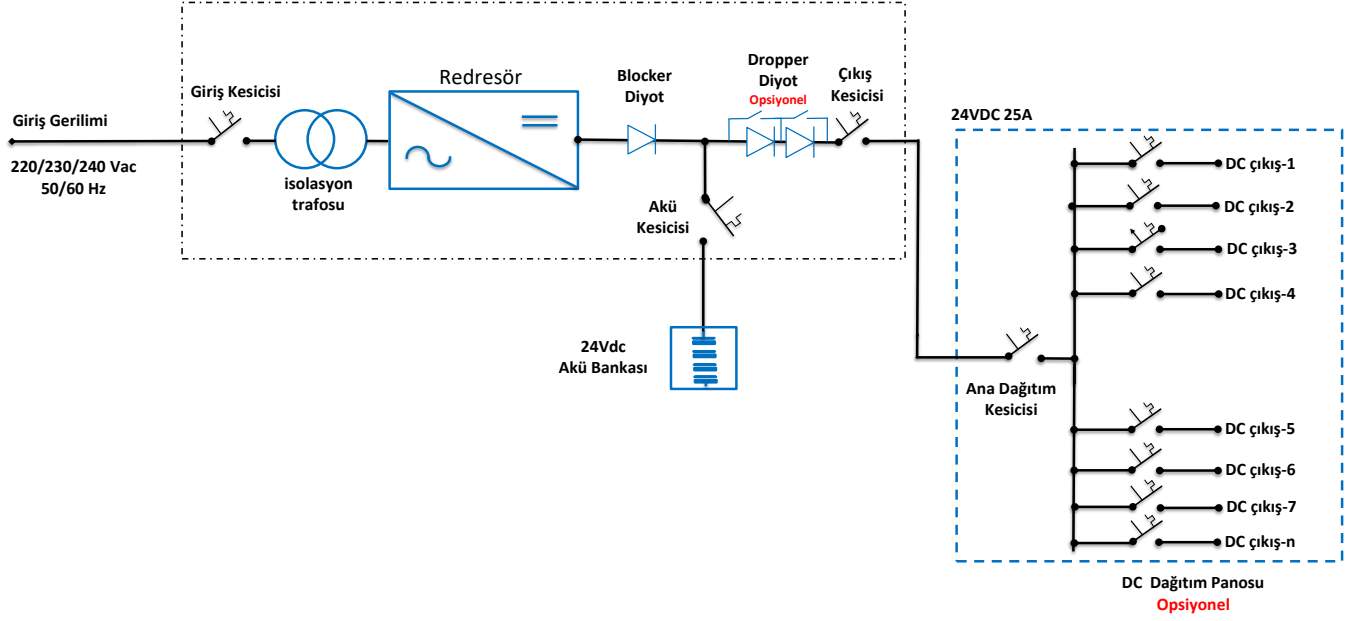 Giriş Gerilimi
220/230/240 Vac
50/60 Hz
Giriş Kesicisi
isolasyon
trafosu
Redresör
Blocker
Diyot
Dropper
Diyot
Opsiyonel
Çıkış
Kesicisi
Akü
Kesicisi
24Vdc
Akü Bankası
24VDC 25A
DC çıkış-1
DC çıkış-2
DC çıkış-3
DC çıkış-4
Ana Dağıtım
Kesicisi
DC çıkış-5
DC çıkış-6
DC çıkış-7
DC çıkış-n
DC Dağıtım Panosu
Opsiyonel